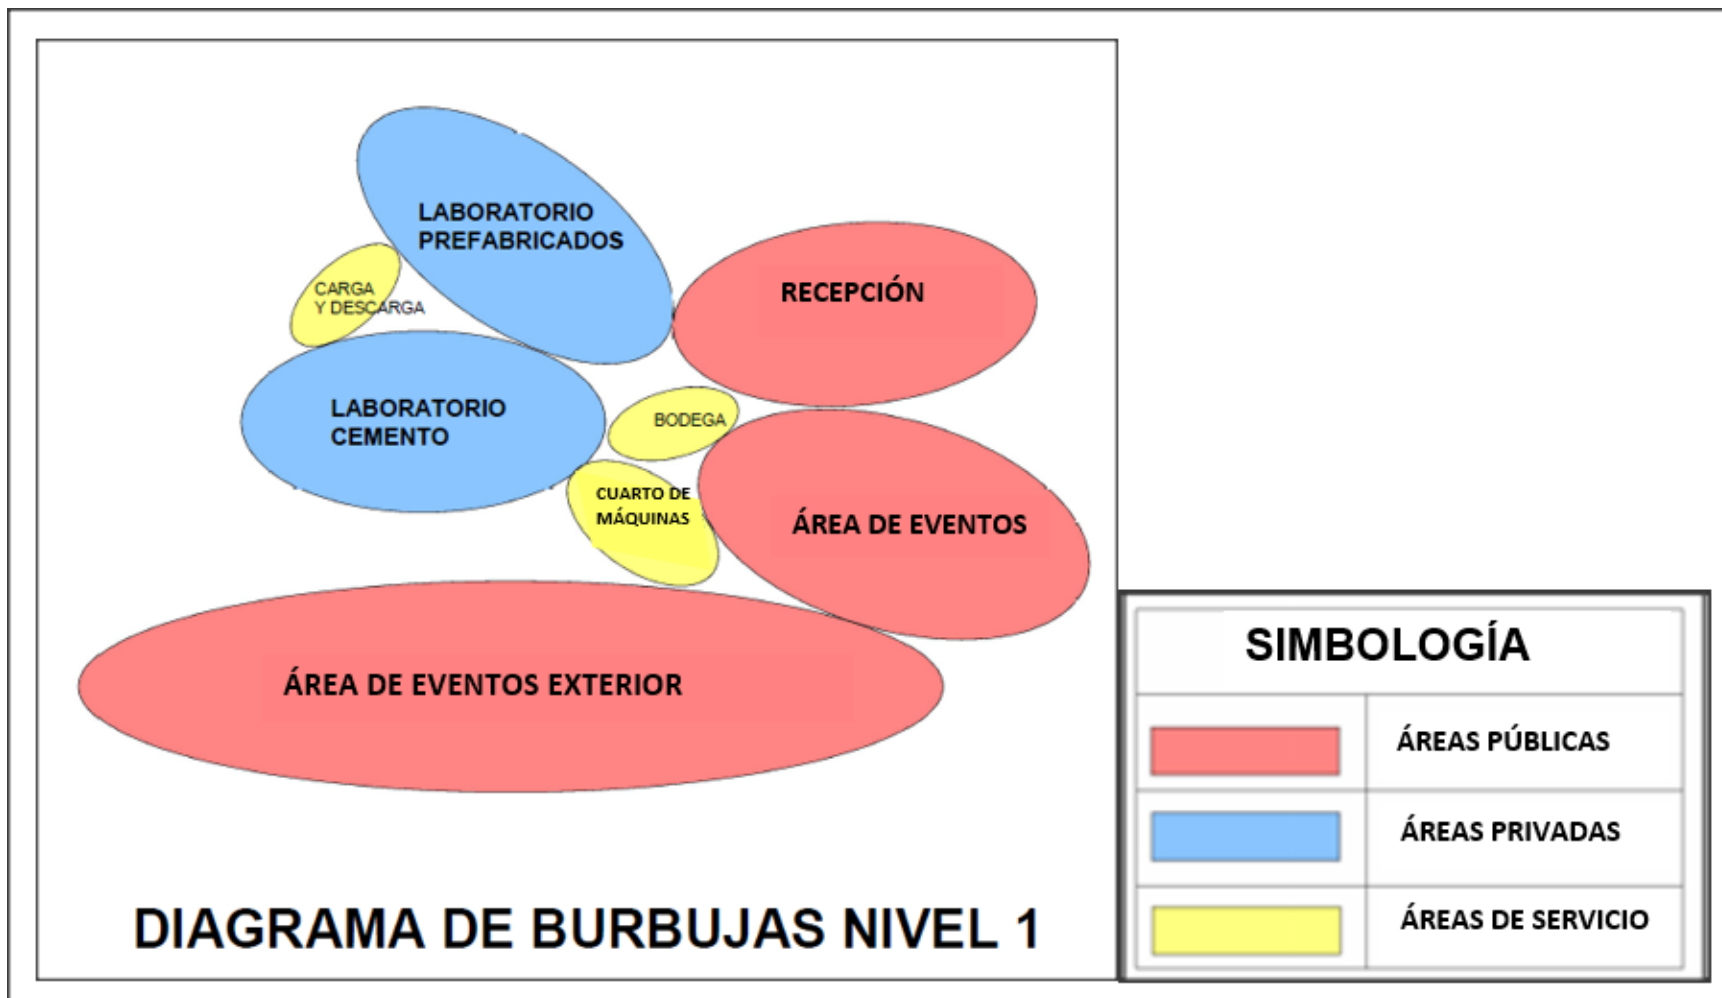 LABORATORIO
PREFABRICADOS
CARGA
Y DESCARGA
RECEPCIÓN
LABORATORIO
CEMENTO
BODEGA
CUARTO DE
MÁQUINAS
ÁREA DE EVENTOS
ÁREA DE EVENTOS EXTERIOR
DIAGRAMA DE BURBUJAS NIVEL 1
SIMBOLOGÍA
ÁREAS PÚBLICAS
ÁREAS PRIVADAS
ÁREAS DE SERVICIO